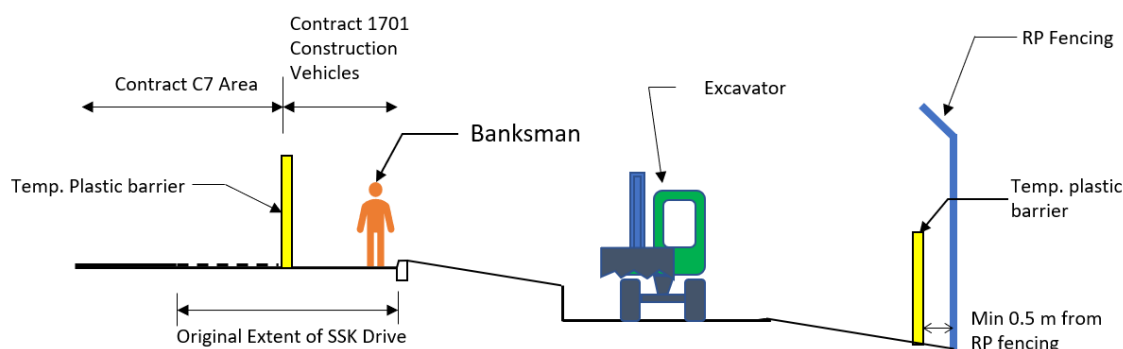 Contract 1701
Construction
Vehicles
RP Fencing
Contract C7 Area
Excavator
Banksman
Temp. Plastic barrier
Temp. plastic
barrier
Original Extent of SSK Drive
Min 0.5 m from
RP fencing